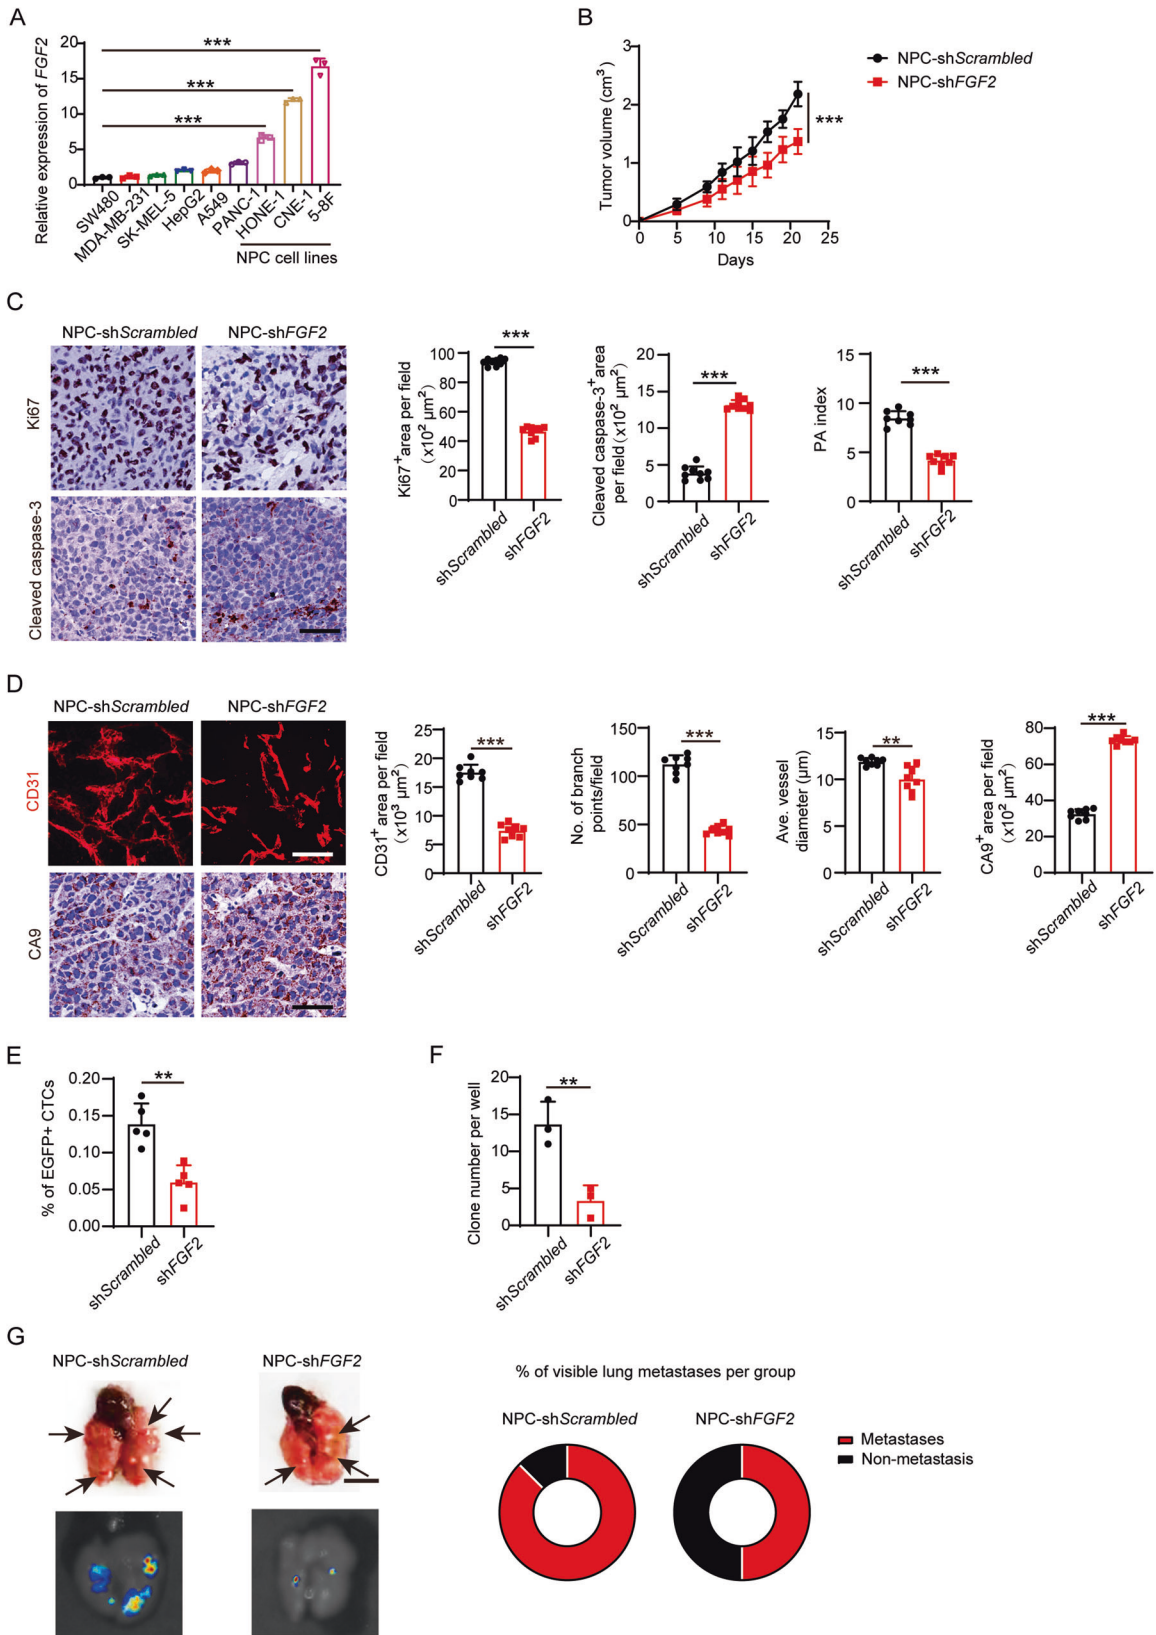 A
Relative expression of FGF2
20
15
10
5
0
***
***
***
SW480
MDA-MB-231
SK-MEL-5
HepG2
A549
PANC-1
HONE-1
CNE-1
5-8F
NPC cell lines
B
Tumor volume (cm³)
3
2
1
0
0 5 10 15 20 25
Days
NPC-shScrambled
NPC-shFGF2
***
C
NPC-shScrambled NPC-shFGF2
Ki67
Cleaved caspase-3
Ki67⁺area per field
(x10² µm²)
100
80
60
40
20
0
***
shScrambled
shFGF2
Cleaved caspase-3⁺area
per field (x10² µm²)
20
15
10
5
0
***
shScrambled
shFGF2
PA index
15
10
5
0
***
shScrambled
shFGF2
D
NPC-shScrambled NPC-shFGF2
CD31
CA9
CD31⁺area per field
(x10³ µm²)
25
20
15
10
5
0
***
shScrambled
shFGF2
No. of branch
points/field
150
100
50
0
***
shScrambled
shFGF2
Ave. vessel
diameter (µm)
15
10
5
0
**
shScrambled
shFGF2
CA9⁺area per field
(x10² µm²)
80
60
40
20
0
***
shScrambled
shFGF2
E
% of EGFP+ CTCs
0.20
0.15
0.10
0.05
0.00
**
shScrambled
shFGF2
F
Clone number per well
20
15
10
5
0
**
shScrambled
shFGF2
G
NPC-shScrambled NPC-shFGF2
% of visible lung metastases per group
NPC-shScrambled NPC-shFGF2
Metastases
Non-metastasis